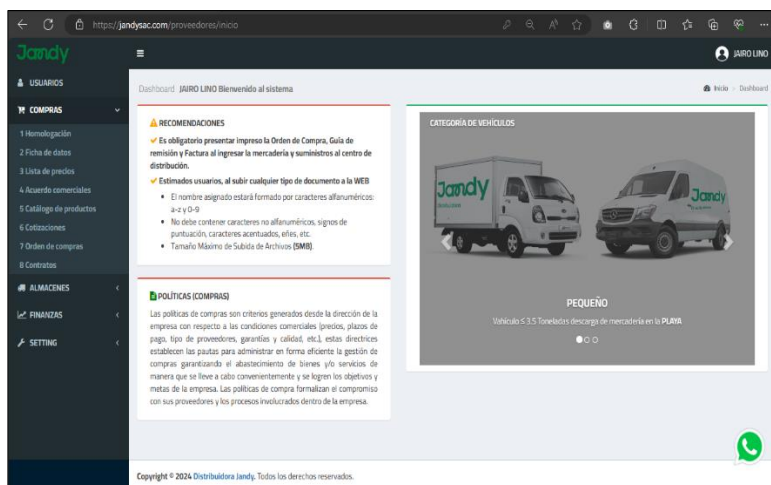 https://jandysac.com/proveedores/inicio
Jandy
JAIRO LINO
USUARIOS
COMPRAS
1 Homologación
2 Ficha de datos
3 Lista de precios
4 Acuerdo comerciales
5 Catálogo de productos
6 Cotizaciones
7 Orden de compras
8 Contratos
ALMACENES
FINANZAS
SETTING
Dashboard JAIRO LINO Bienvenido al sistema
Inicio > Dashboard
RECOMENDACIONES
Es obligatorio presentar impreso la Orden de Compra, Guia de
remisión y Factura al ingresar la mercadería y suministros al centro de
distribución.
Estimados usuarios, al subir cualquier tipo de documento a la WEB
• El nombre asignado estará formado por caracteres alfanuméricos:
a-z y 0-9
• No debe contener caracteres no alfanuméricos, signos de
puntuación, caracteres acentuados, eñes, etc.
• Tamaño Máximo de Subida de Archivos (5MB).
POLÍTICAS (COMPRAS)
Las políticas de compras son criterios generados desde la dirección de la
empresa con respecto a las condiciones comerciales (precios, plazos de
pago, tipo de proveedores, garantías y calidad, etc.), estas directrices
establecen las pautas para administrar en forma eficiente la gestión de
compras garantizando el abastecimiento de bienes y/o servicios de
manera que se lleve a cabo convenientemente y se logren los objetivos y
metas de la empresa. Las políticas de compra formalizan el compromiso
con sus proveedores y los procesos involucrados dentro de la empresa.
CATEGORÍA DE VEHÍCULOS
Jandy
Jandy
PEQUEÑO
Vehículo ≤ 3.5 Toneladas descarga de mercadería en la PLAYA
Copyright © 2024 Distribuidora Jandy. Todos los derechos reservados.